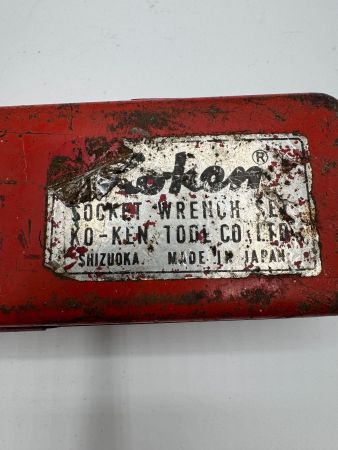 Koken ®
SOCKET WRENCH SET
KO-KEN TOOL CO LTD
SHIZUOKA, MADE IN JAPAN